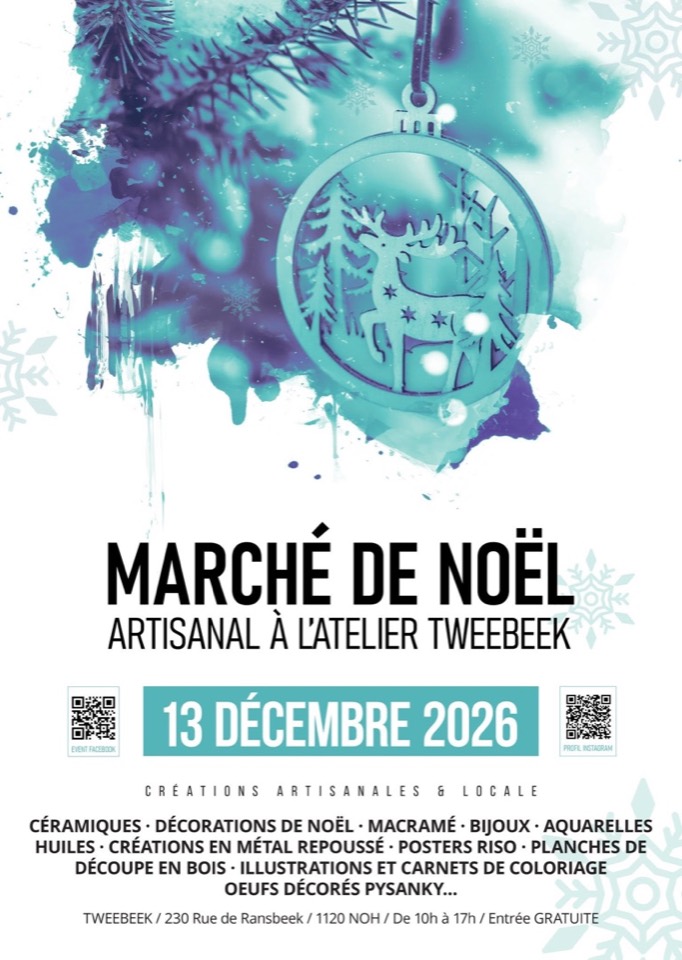 MARCHÉ DE NOËL
ARTISANAL À L'ATELIER TWEEBEEK
EVENT FACEBOOK
13 DÉCEMBRE 2026
PROFIL INSTAGRAM
CRÉATIONS ARTISANALES & LOCALE
CÉRAMIQUES · DÉCORATIONS DE NOËL · MACRAMÉ · BIJOUX · AQUARELLES
HUILES · CRÉATIONS EN MÉTAL REPOUSSÉ · POSTERS RISO · PLANCHES DE
DÉCOUPE EN BOIS · ILLUSTRATIONS ET CARNETS DE COLORIAGE
OEUFS DÉCORÉS PYSANKY...
TWEEBEEK / 230 Rue de Ransbeek / 1120 NOH / De 10h à 17h / Entrée GRATUITE